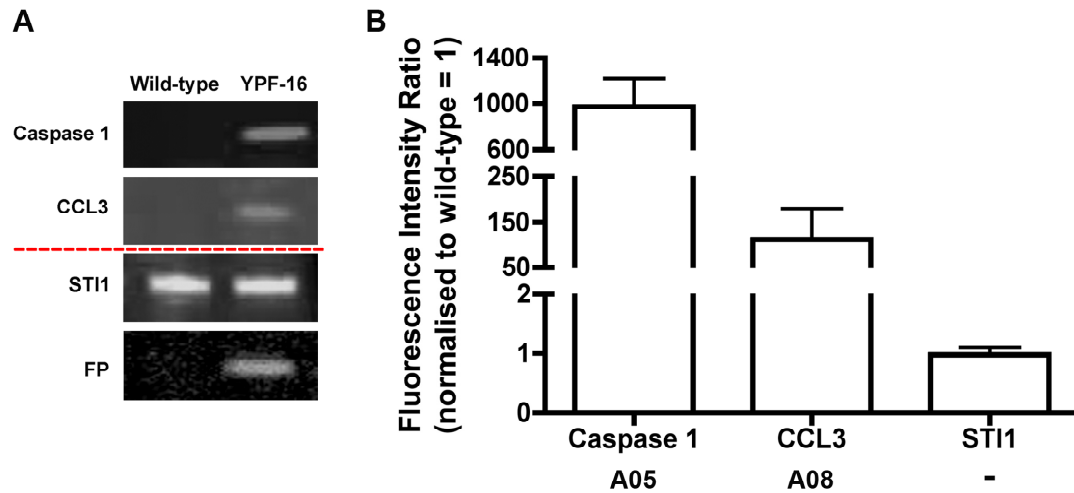 A
Wild-type YPF-16
Caspase 1
CCL3
STI1
FP
B
Fluorescence Intensity Ratio
(normalised to wild-type = 1)
1400
1000
600
250
150
50
2
1
0
Caspase 1 CCL3 STI1
A05 A08 -